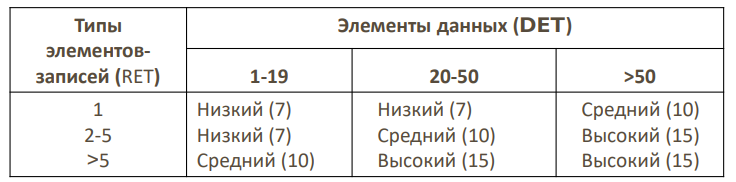 Типы элементов-записей (RET)
Элементы данных (DET)
1-19 20-50 >50
1 Низкий (7) Низкий (7) Средний (10)
2-5 Низкий (7) Средний (10) Высокий (15)
>5 Средний (10) Высокий (15) Высокий (15)